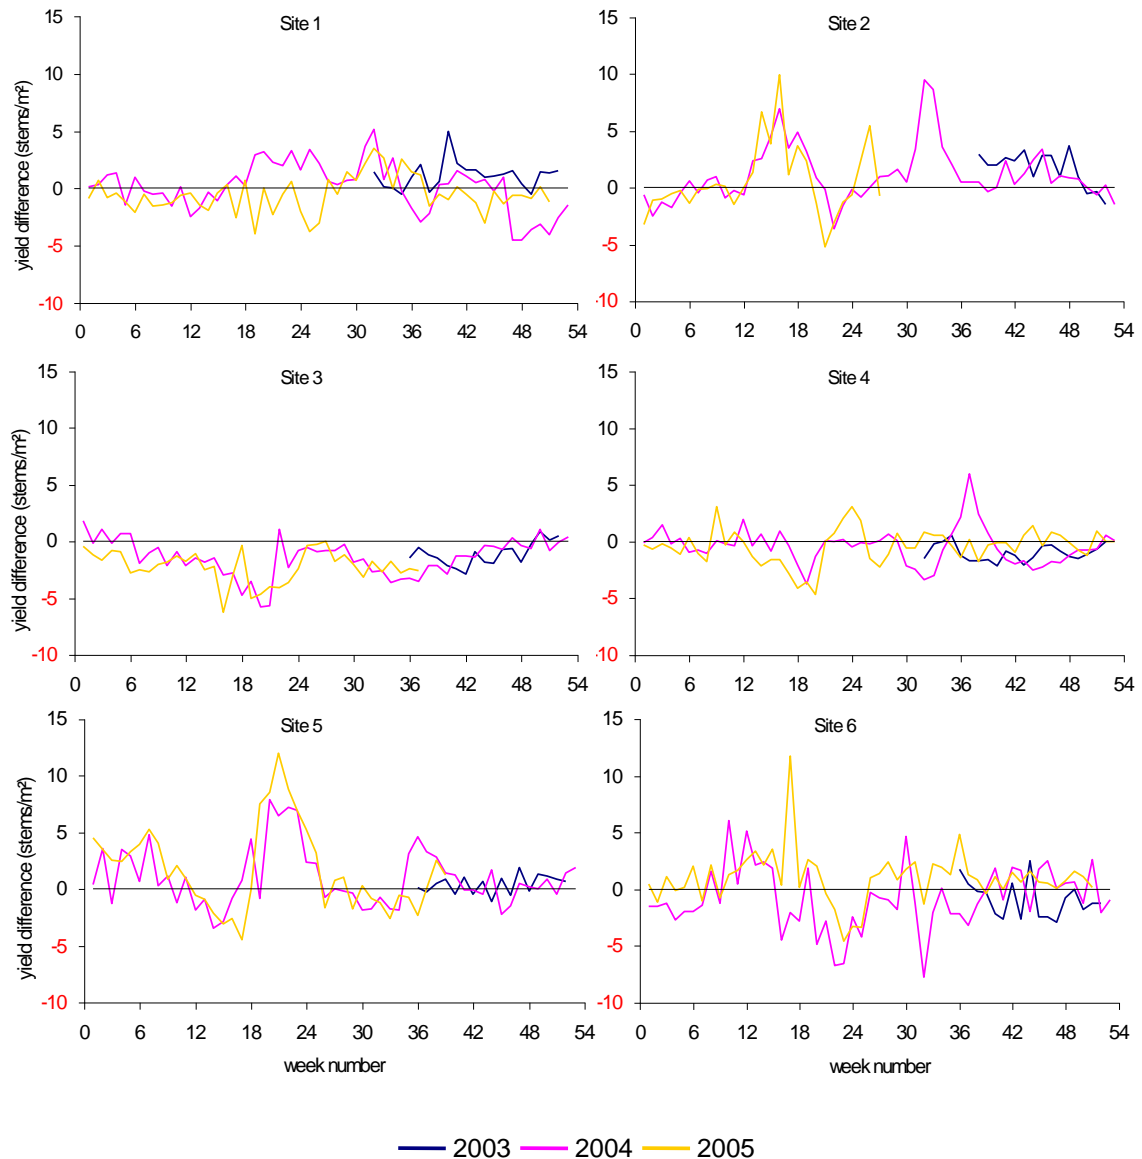 Site 1
15
10
5
0
-5
-10
yield difference (stems/m²)
0 6 12 18 24 30 36 42 48 54
Site 2
15
10
5
0
-5
-10
0 6 12 18 24 30 36 42 48 54
Site 3
15
10
5
0
-5
-10
yield difference (stems/m²)
0 6 12 18 24 30 36 42 48 54
Site 4
15
10
5
0
-5
-10
0 6 12 18 24 30 36 42 48 54
Site 5
15
10
5
0
-5
-10
yield difference (stems/m²)
0 6 12 18 24 30 36 42 48 54
week number
Site 6
15
10
5
0
-5
-10
0 6 12 18 24 30 36 42 48 54
week number
2003 2004 2005